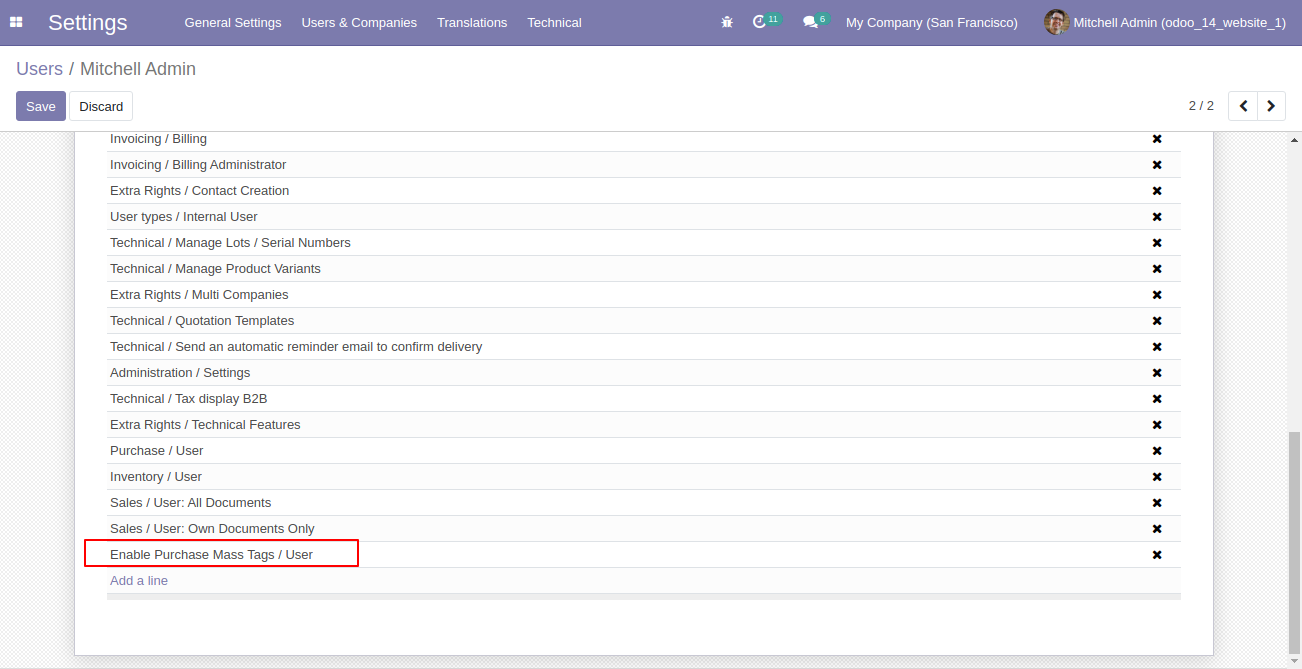 Settings General Settings Users & Companies Translations Technical 11 6 My Company (San Francisco) Mitchell Admin (odoo_14_website_1)
Users / Mitchell Admin
Save Discard 2 / 2
Invoicing / Billing
Invoicing / Billing Administrator
Extra Rights / Contact Creation
User types / Internal User
Technical / Manage Lots / Serial Numbers
Technical / Manage Product Variants
Extra Rights / Multi Companies
Technical / Quotation Templates
Technical / Send an automatic reminder email to confirm delivery
Administration / Settings
Technical / Tax display B2B
Extra Rights / Technical Features
Purchase / User
Inventory / User
Sales / User: All Documents
Sales / User: Own Documents Only
Enable Purchase Mass Tags / User
Add a line